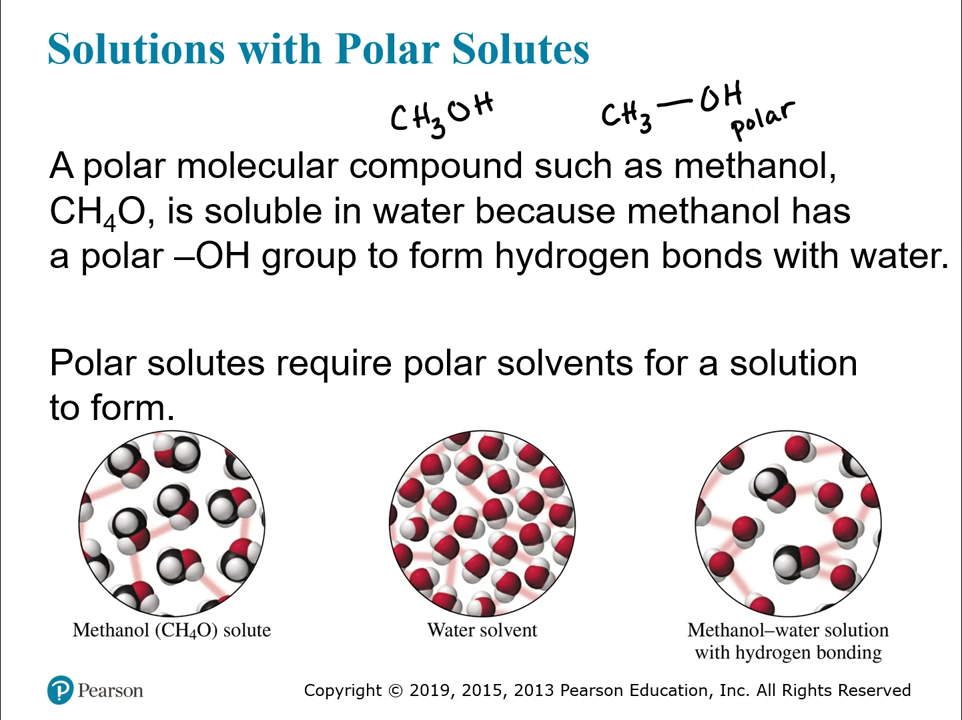 Solutions with Polar Solutes
CH₃OH CH₃—OH
polar
A polar molecular compound such as methanol,
CH₄O, is soluble in water because methanol has
a polar –OH group to form hydrogen bonds with water.
Polar solutes require polar solvents for a solution
to form.
Methanol (CH₄O) solute
Water solvent
Methanol–water solution
with hydrogen bonding
P Pearson
Copyright © 2019, 2015, 2013 Pearson Education, Inc. All Rights Reserved